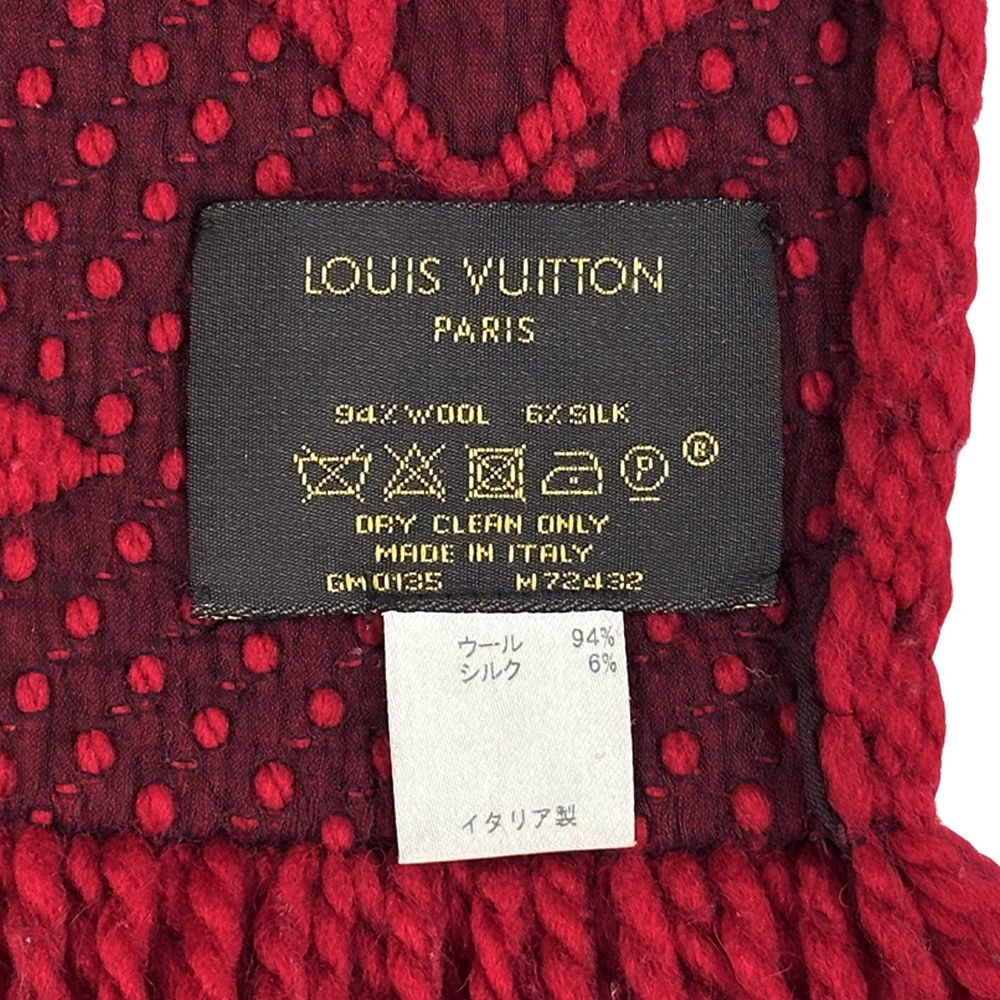 LOUIS VUITTON
PARIS
94% WOOL 6% SILK
P ®
DRY CLEAN ONLY
MADE IN ITALY
GM0135 M72432
ウール 94%
シルク 6%
イタリア製